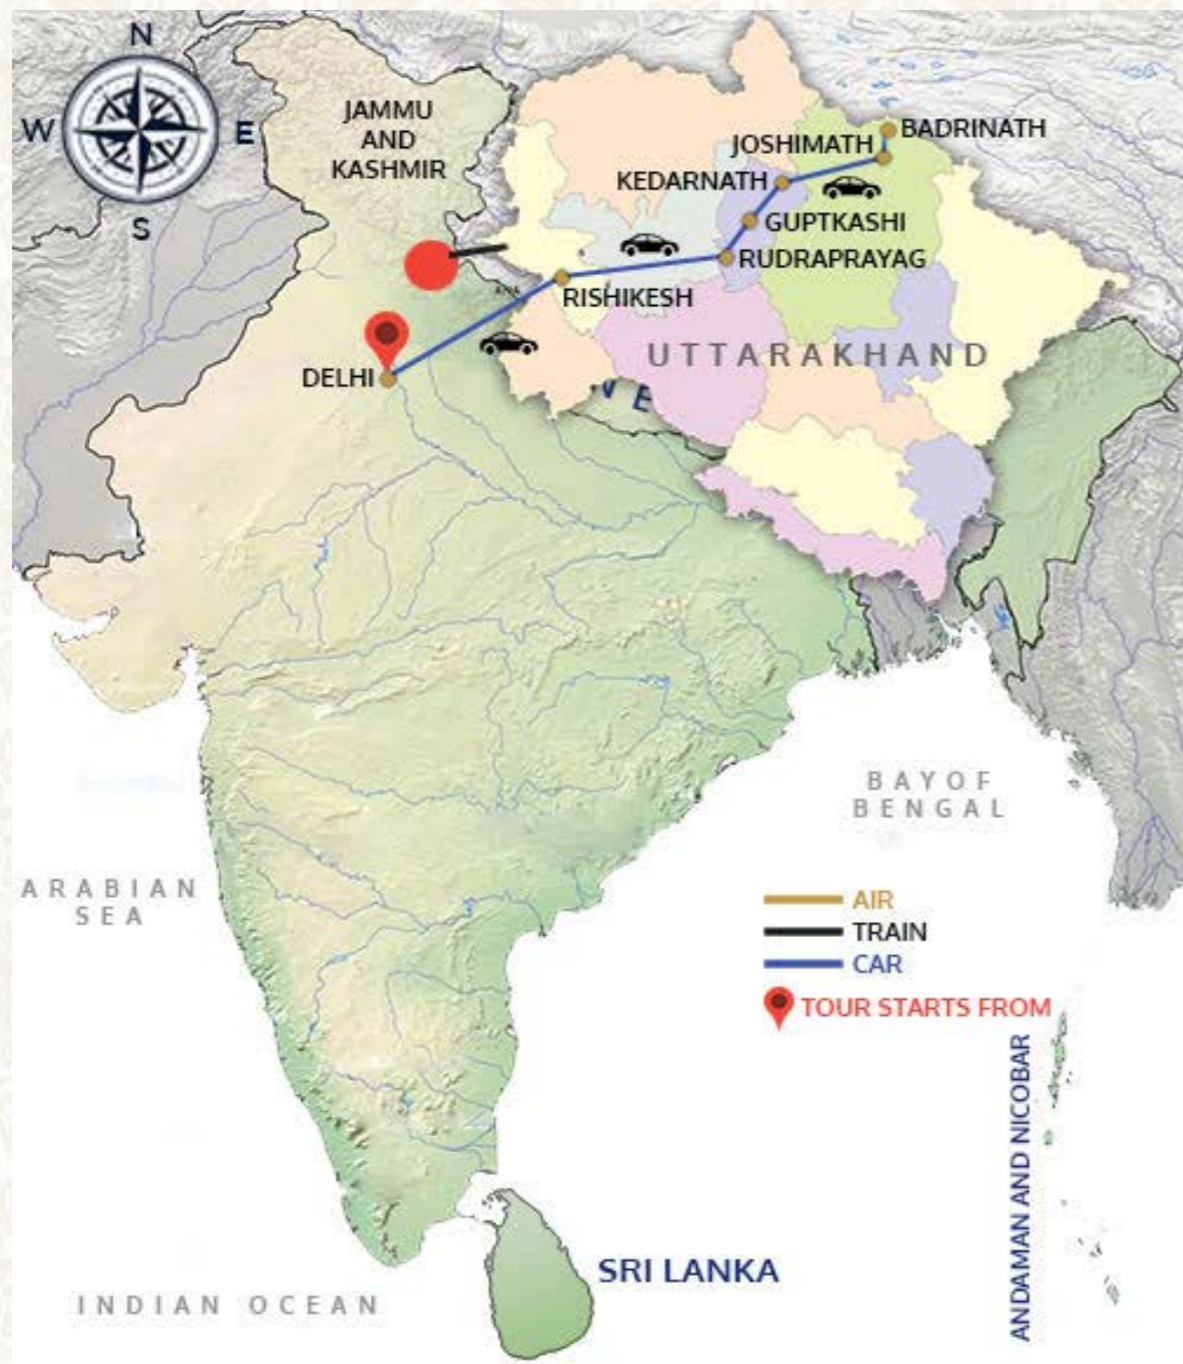 N
W
E
S
JAMMU
AND
KASHMIR
BADRINATH
JOSHIMATH
KEDARNATH
GUPTKASHI
RUDRAPRAYAG
RISHIKESH
DELHI
UTTARAKHAND
N E
BAY OF
BENGAL
ARABIAN
SEA
AIR
TRAIN
CAR
TOUR STARTS FROM
ANDAMAN AND NICOBAR
SRI LANKA
INDIAN OCEAN